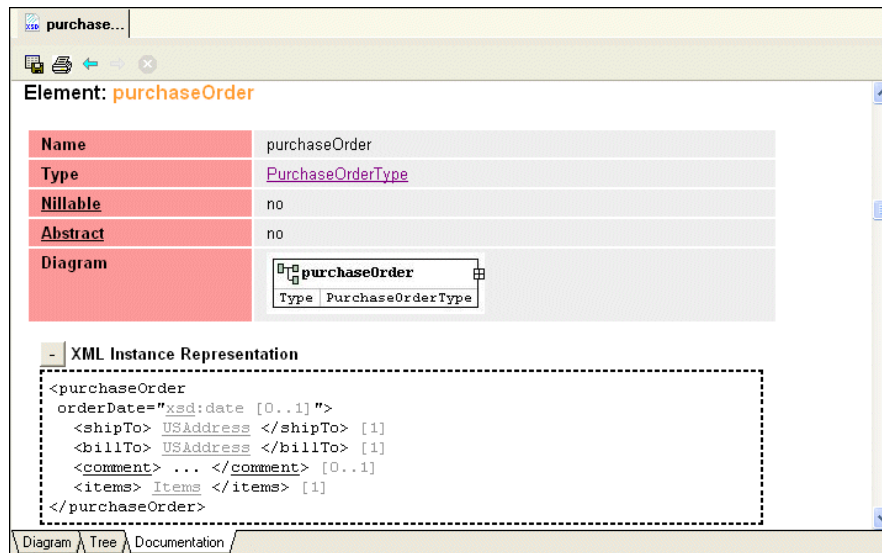 XSD purchase...
Element: purchaseOrder
Name purchaseOrder
Type PurchaseOrderType
Nillable no
Abstract no
Diagram
purchaseOrder
Type PurchaseOrderType
- XML Instance Representation
<purchaseOrder
orderDate="xsd:date [0..1]">
<shipTo> USAddress </shipTo> [1]
<billTo> USAddress </billTo> [1]
<comment> ... </comment> [0..1]
<items> Items </items> [1]
</purchaseOrder>
Diagram Tree Documentation